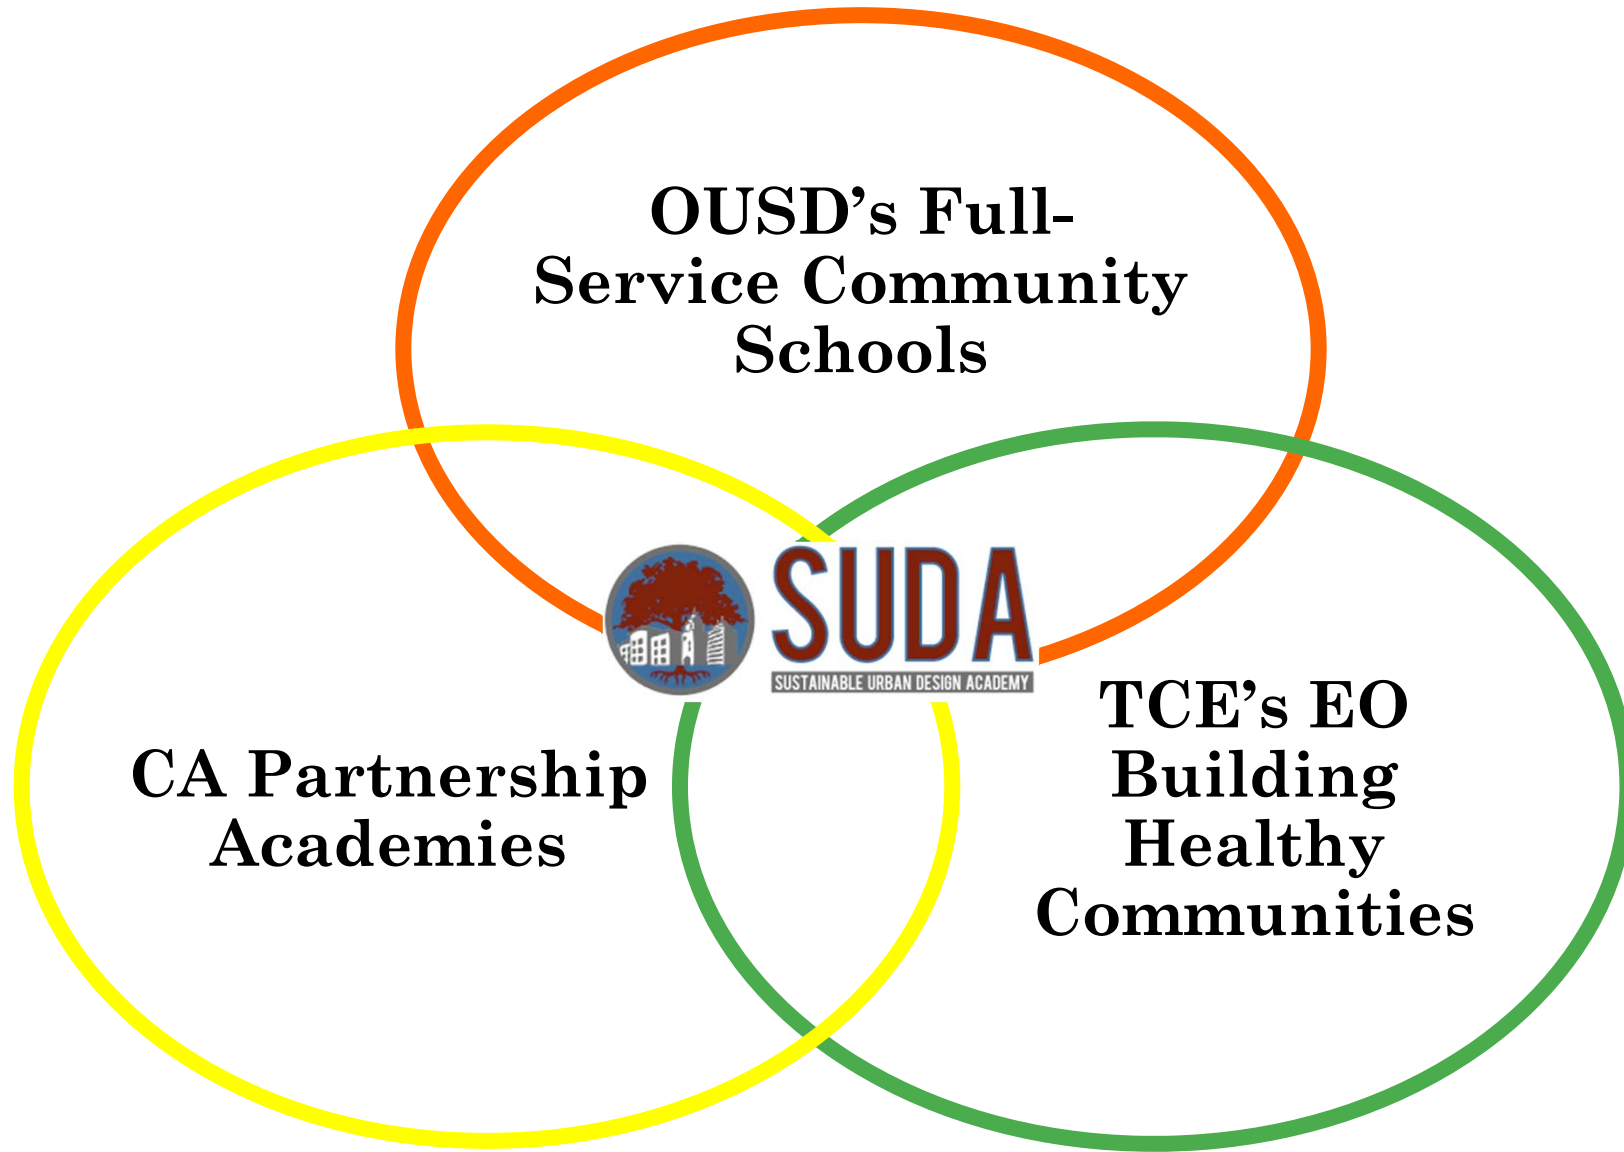 OUSD’s Full-
Service Community
Schools
SUDA
SUSTAINABLE URBAN DESIGN ACADEMY
CA Partnership
Academies
TCE’s EO
Building
Healthy
Communities